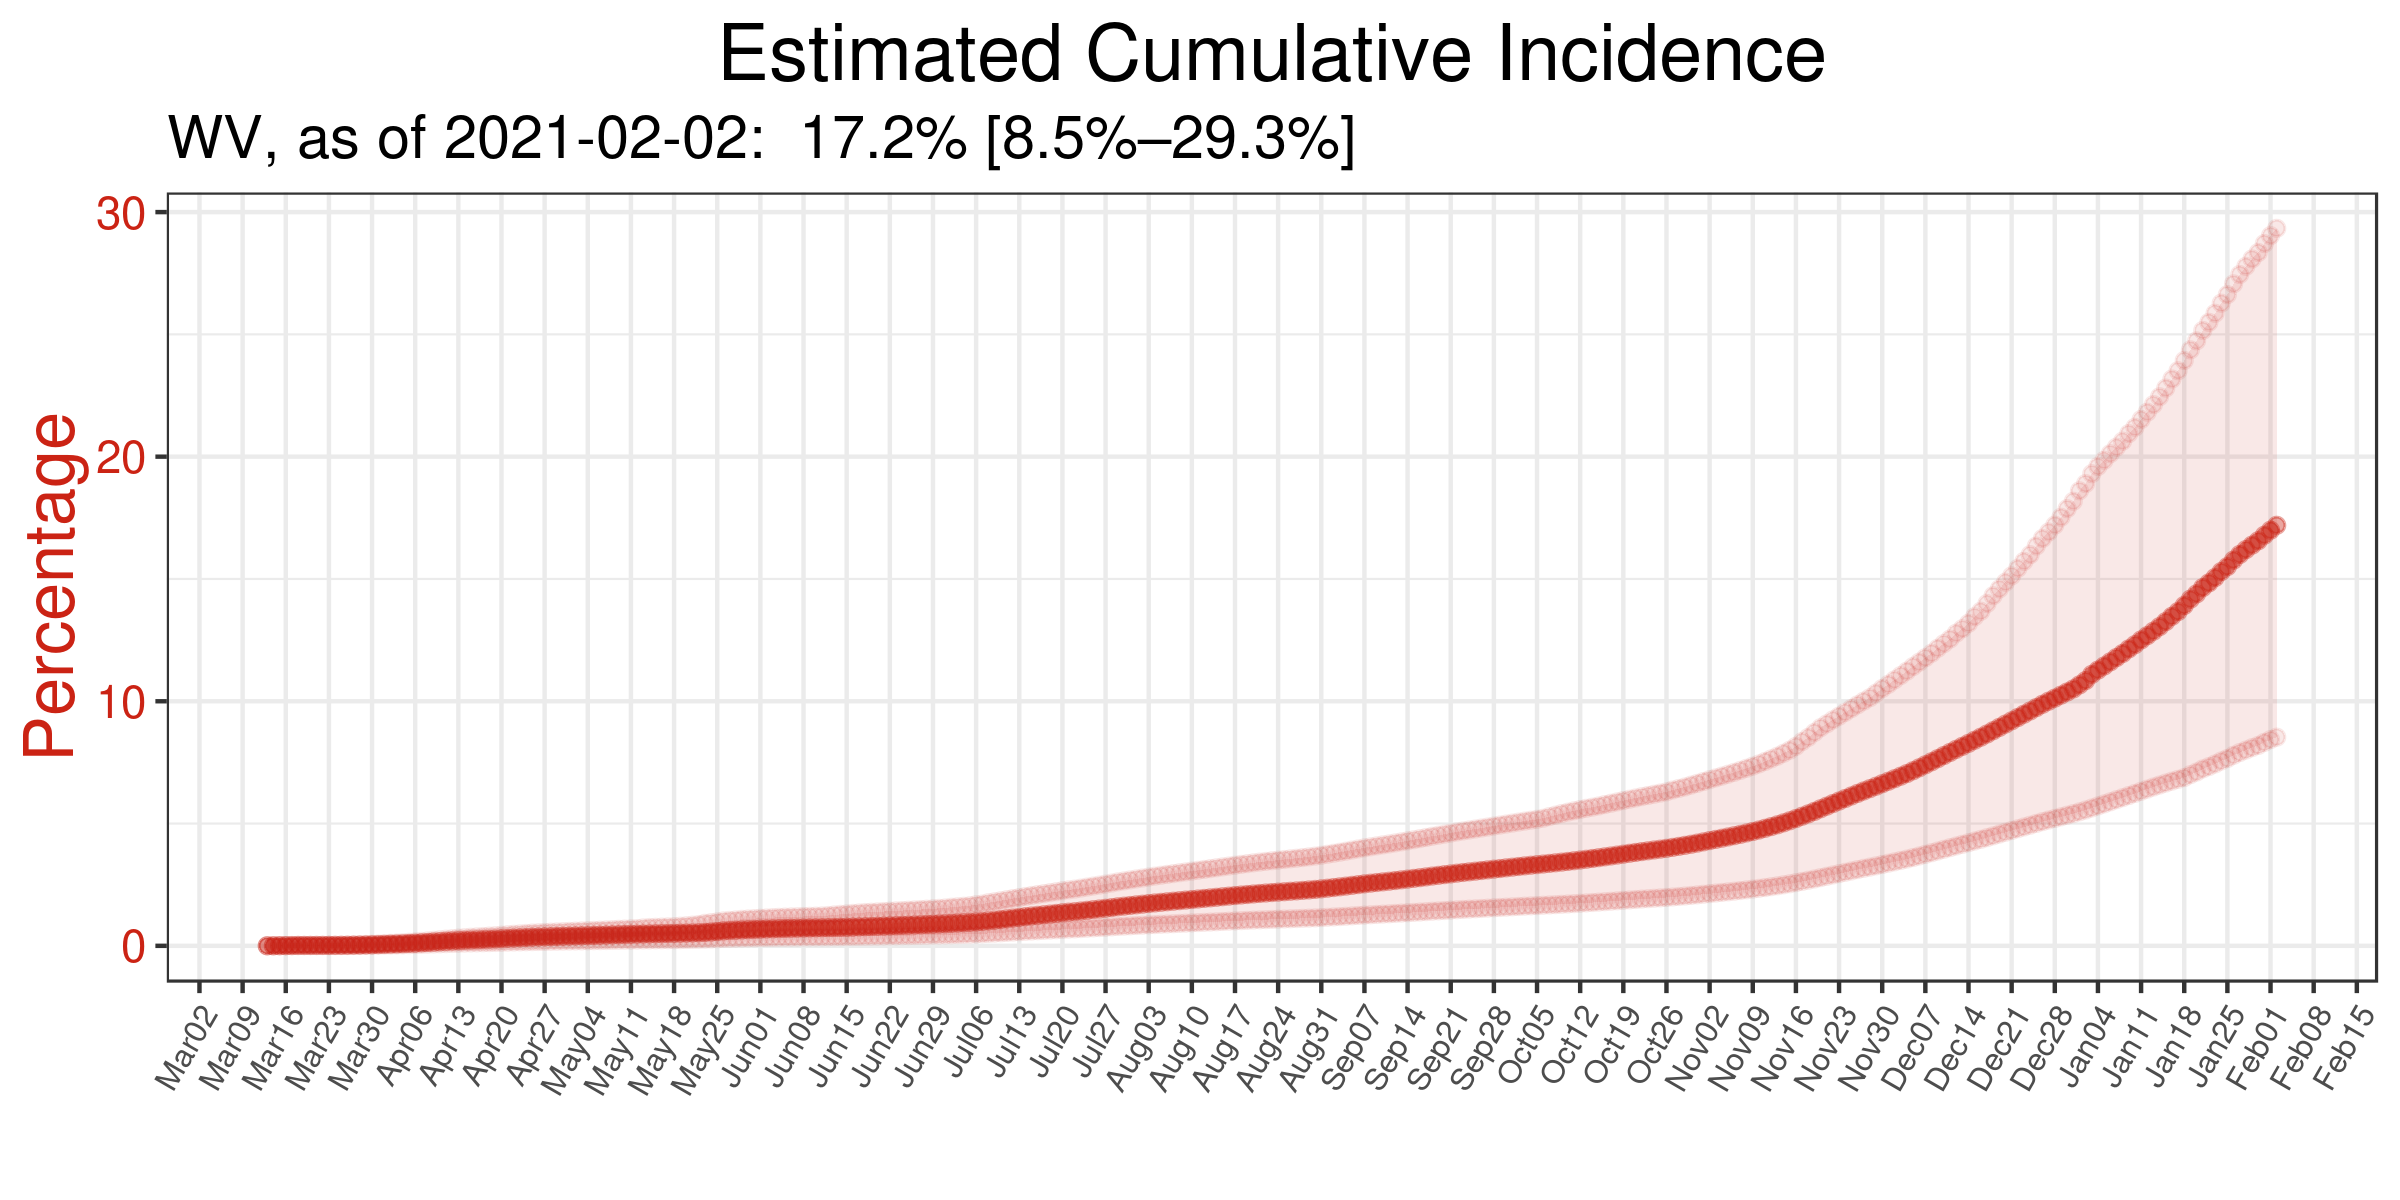 Estimated Cumulative Incidence
WV, as of 2021-02-02:  17.2% [8.5%–29.3%]
Percentage
30
20
10
0
Mar02
Mar09
Mar16
Mar23
Mar30
Apr06
Apr13
Apr20
Apr27
May04
May11
May18
May25
Jun01
Jun08
Jun15
Jun22
Jun29
Jul06
Jul13
Jul20
Jul27
Aug03
Aug10
Aug17
Aug24
Aug31
Sep07
Sep14
Sep21
Sep28
Oct05
Oct12
Oct19
Oct26
Nov02
Nov09
Nov16
Nov23
Nov30
Dec07
Dec14
Dec21
Dec28
Jan04
Jan11
Jan18
Jan25
Feb01
Feb08
Feb15